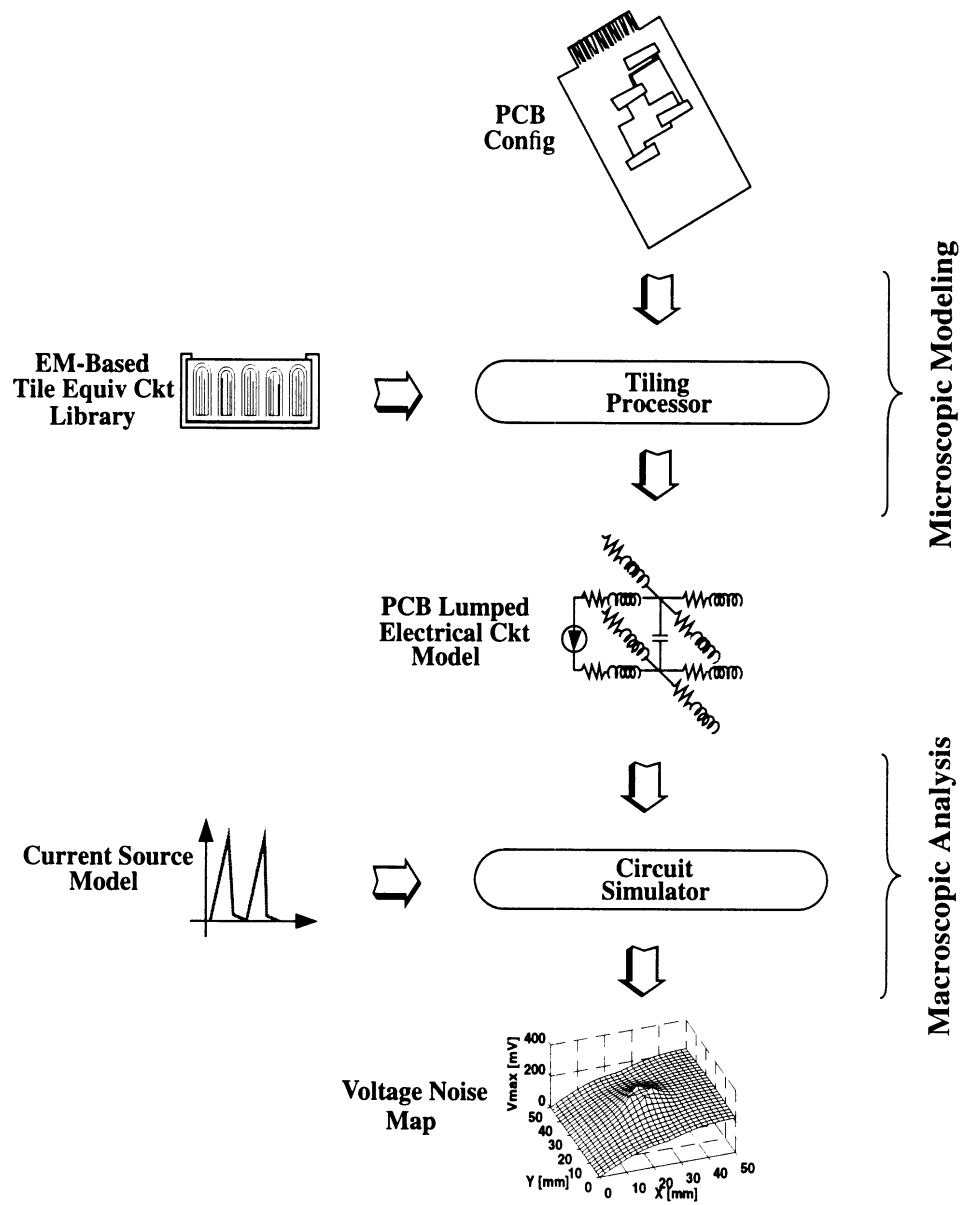 PCB
Config
Microscopic Modeling
EM-Based
Tile Equiv Ckt
Library
Tiling
Processor
PCB Lumped
Electrical Ckt
Model
Macroscopic Analysis
Current Source
Model
Circuit
Simulator
Voltage Noise
Map
Vmax [mV]
400
200
0
50
40
30
20
10
0
Y [mm]
0
10
20
30
40
50
X [mm]